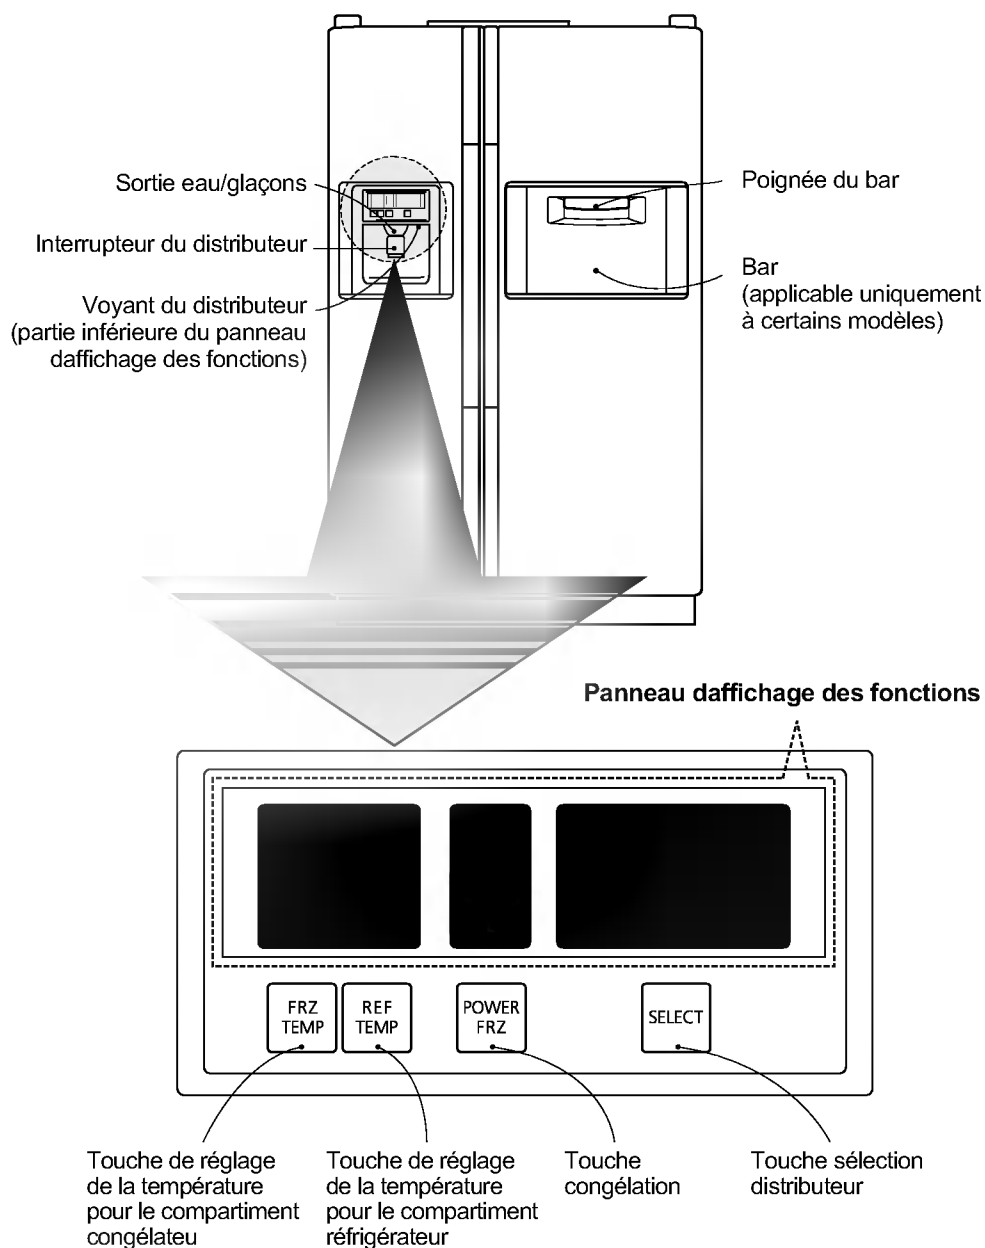 Sortie eau/glaçons
Interrupteur du distributeur
Voyant du distributeur
(partie inférieure du panneau
daffichage des fonctions)
Poignée du bar
Bar
(applicable uniquement
à certains modèles)
Panneau daffichage des fonctions
FRZ
TEMP
REF
TEMP
POWER
FRZ
SELECT
Touche de réglage
de la température
pour le compartiment
congélateu
Touche de réglage
de la température
pour le compartiment
réfrigérateur
Touche
congélation
Touche sélection
distributeur